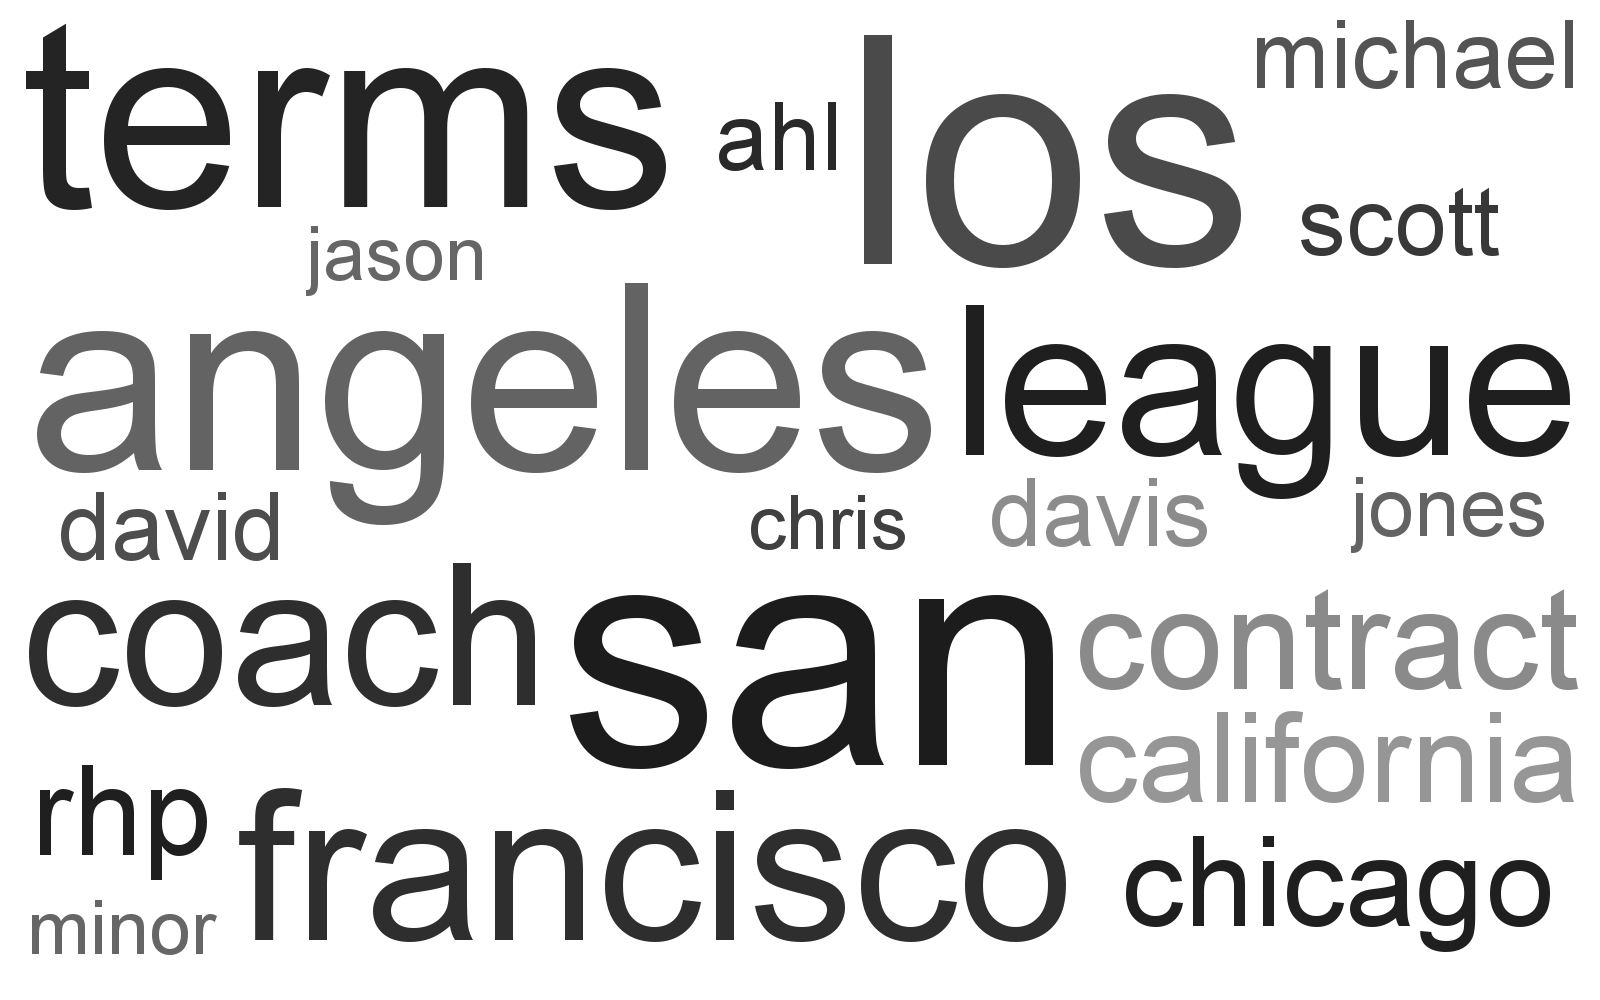 terms
ahl
los
michael
scott
jason
angeles
league
david
chris
davis
jones
coach
san
contract
california
rhp
francisco
chicago
minor